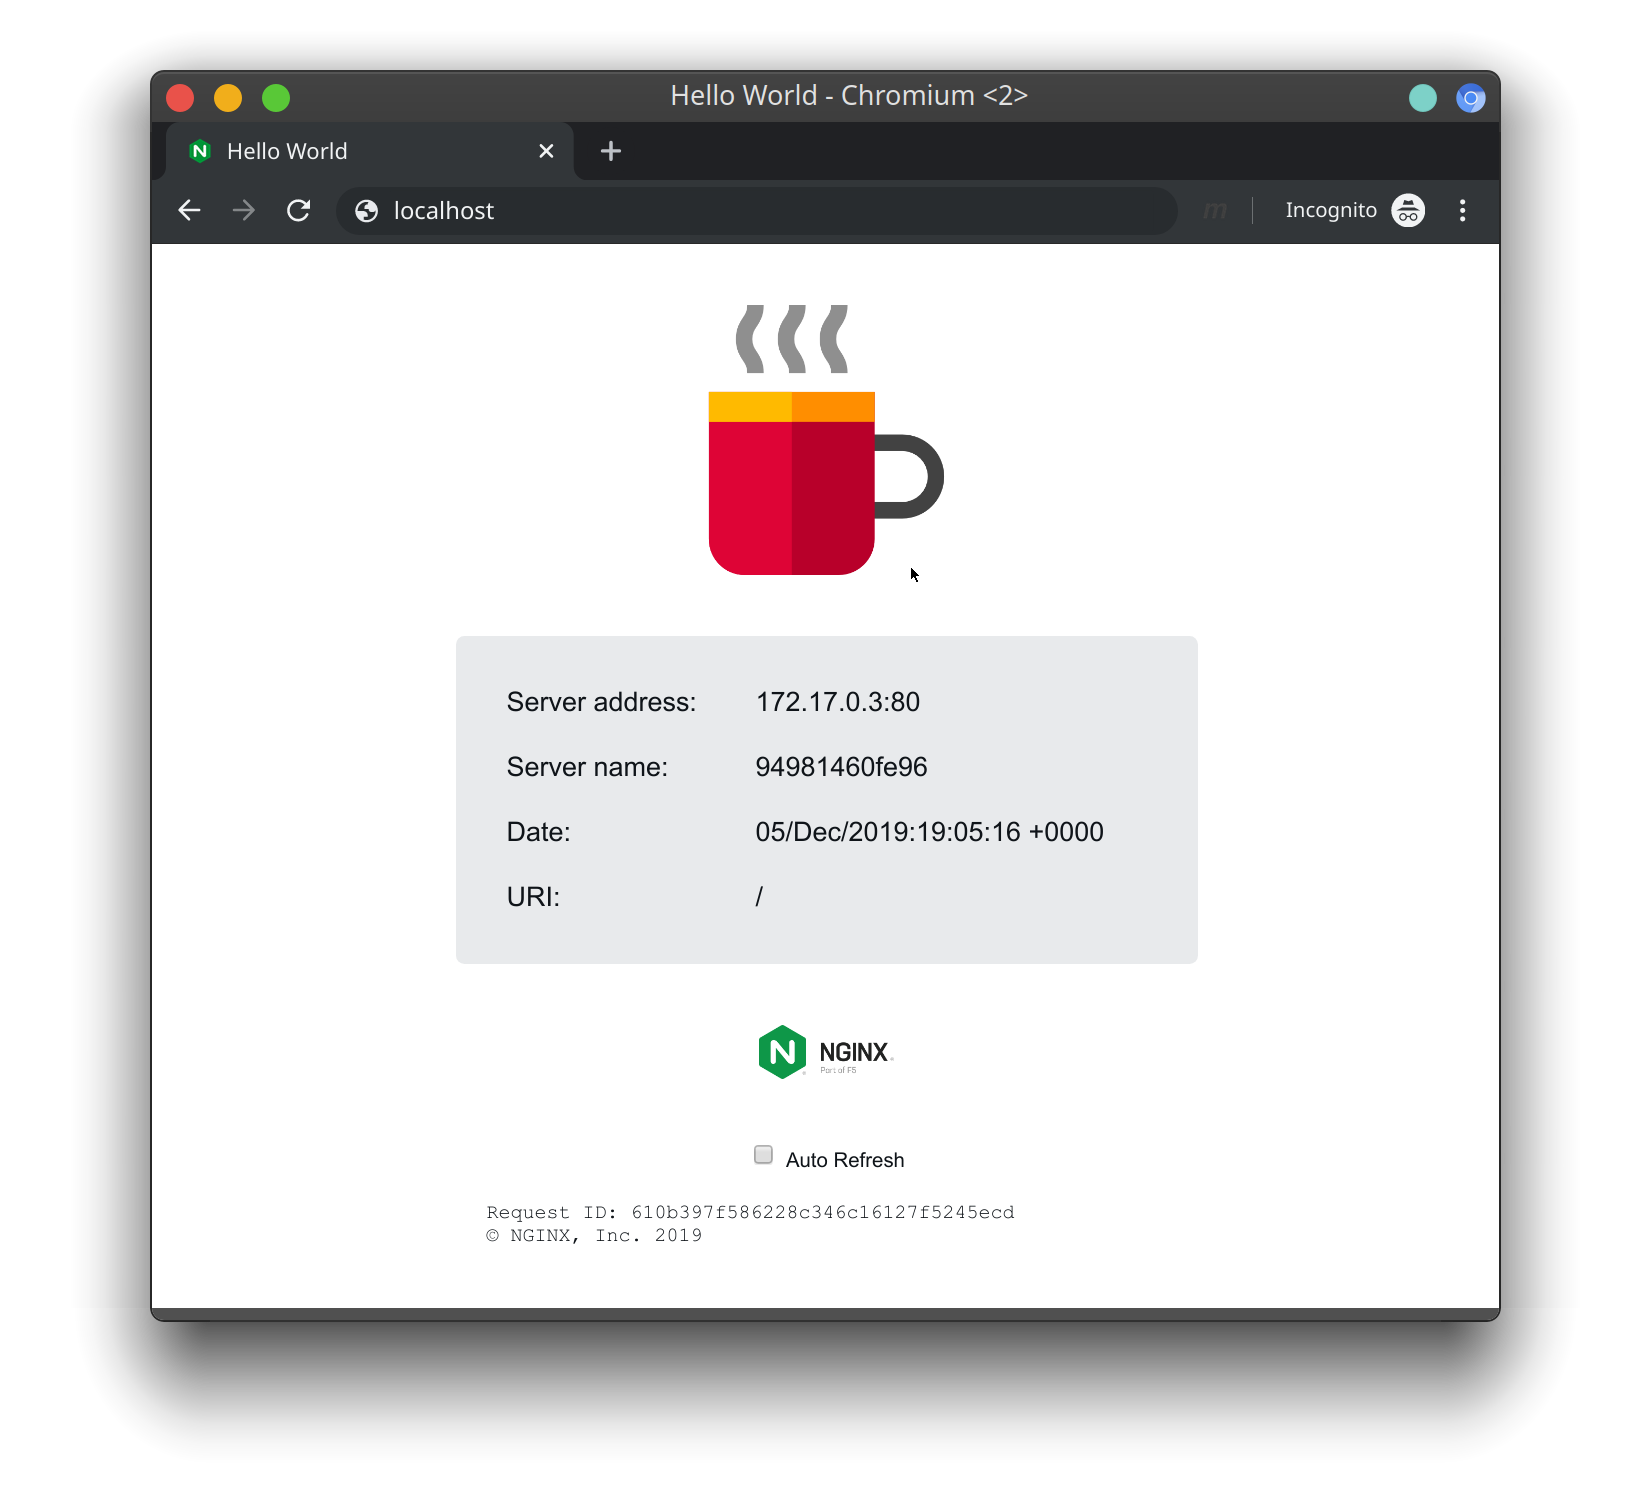 Hello World - Chromium <2>
Hello World
localhost
m
Incognito
Server address: 172.17.0.3:80
Server name: 94981460fe96
Date: 05/Dec/2019:19:05:16 +0000
URI: /
N NGINX
Part of F5
Auto Refresh
Request ID: 610b397f586228c346c16127f5245ecd
© NGINX, Inc. 2019